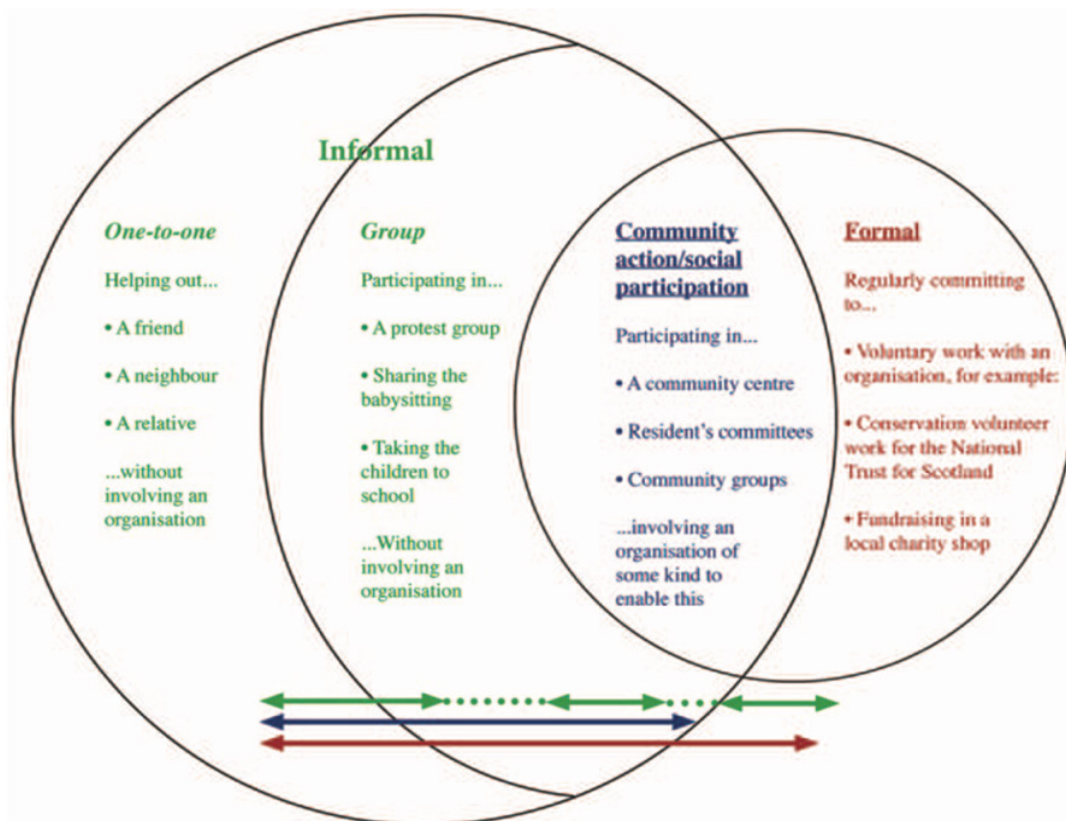 Informal
One-to-one
Helping out...
• A friend
• A neighbour
• A relative
...without
involving an
organisation
Group
Participating in...
• A protest group
• Sharing the
babysitting
• Taking the
children to
school
...Without
involving an
organisation
Community
action/social
participation
Participating in...
• A community centre
• Resident's committees
• Community groups
...involving an
organisation of
some kind to
enable this
Formal
Regularly committing
to...
• Voluntary work with an
organisation, for example:
• Conservation volunteer
work for the National
Trust for Scotland
• Fundraising in a
local charity shop